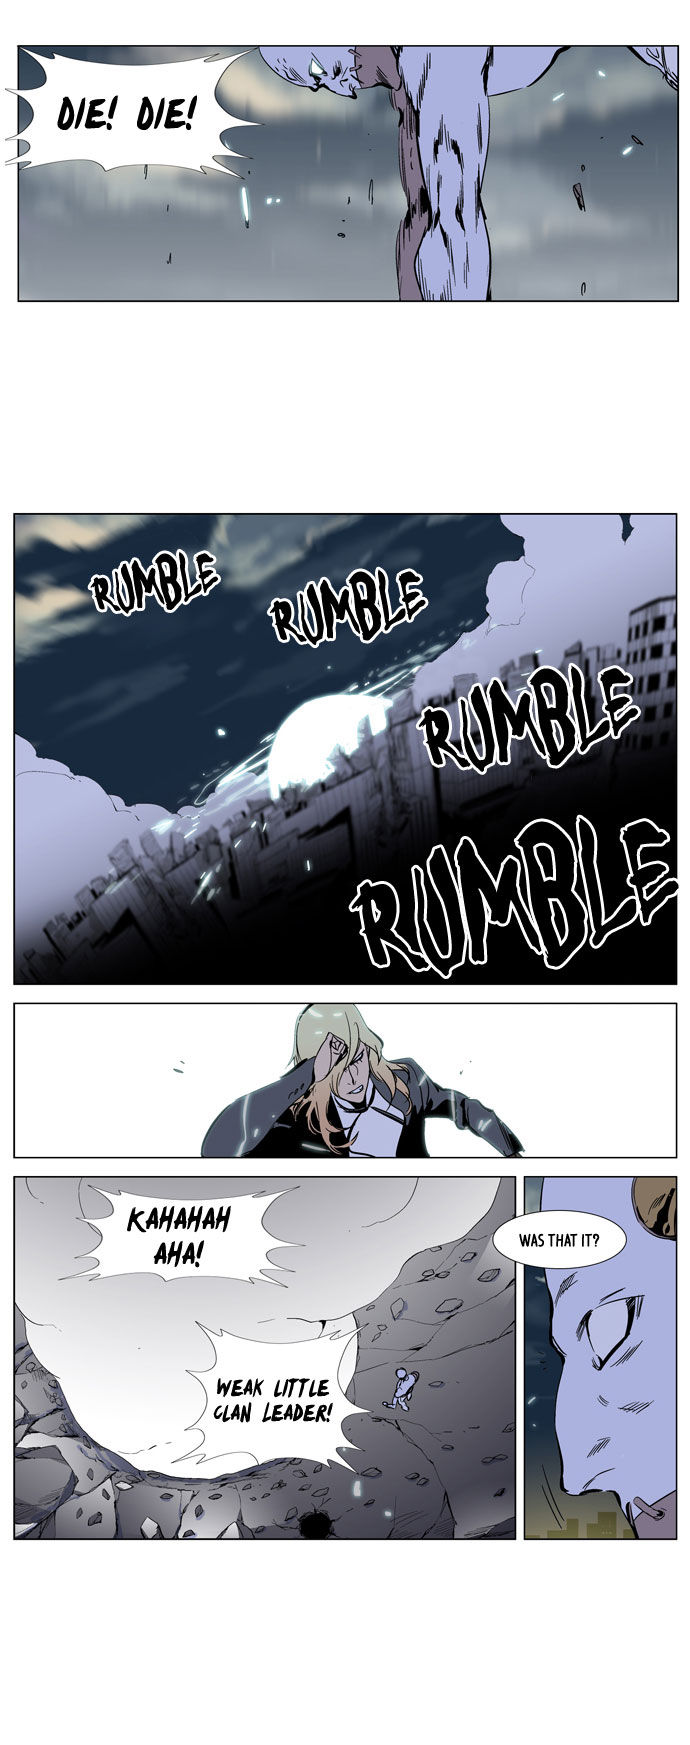 DIE! DIE!
RUMBLE
RUMBLE
RUMBLE
RUMBLE
KAHAHAH
AHA!
WEAK LITTLE
CLAN LEADER!
WAS THAT IT?